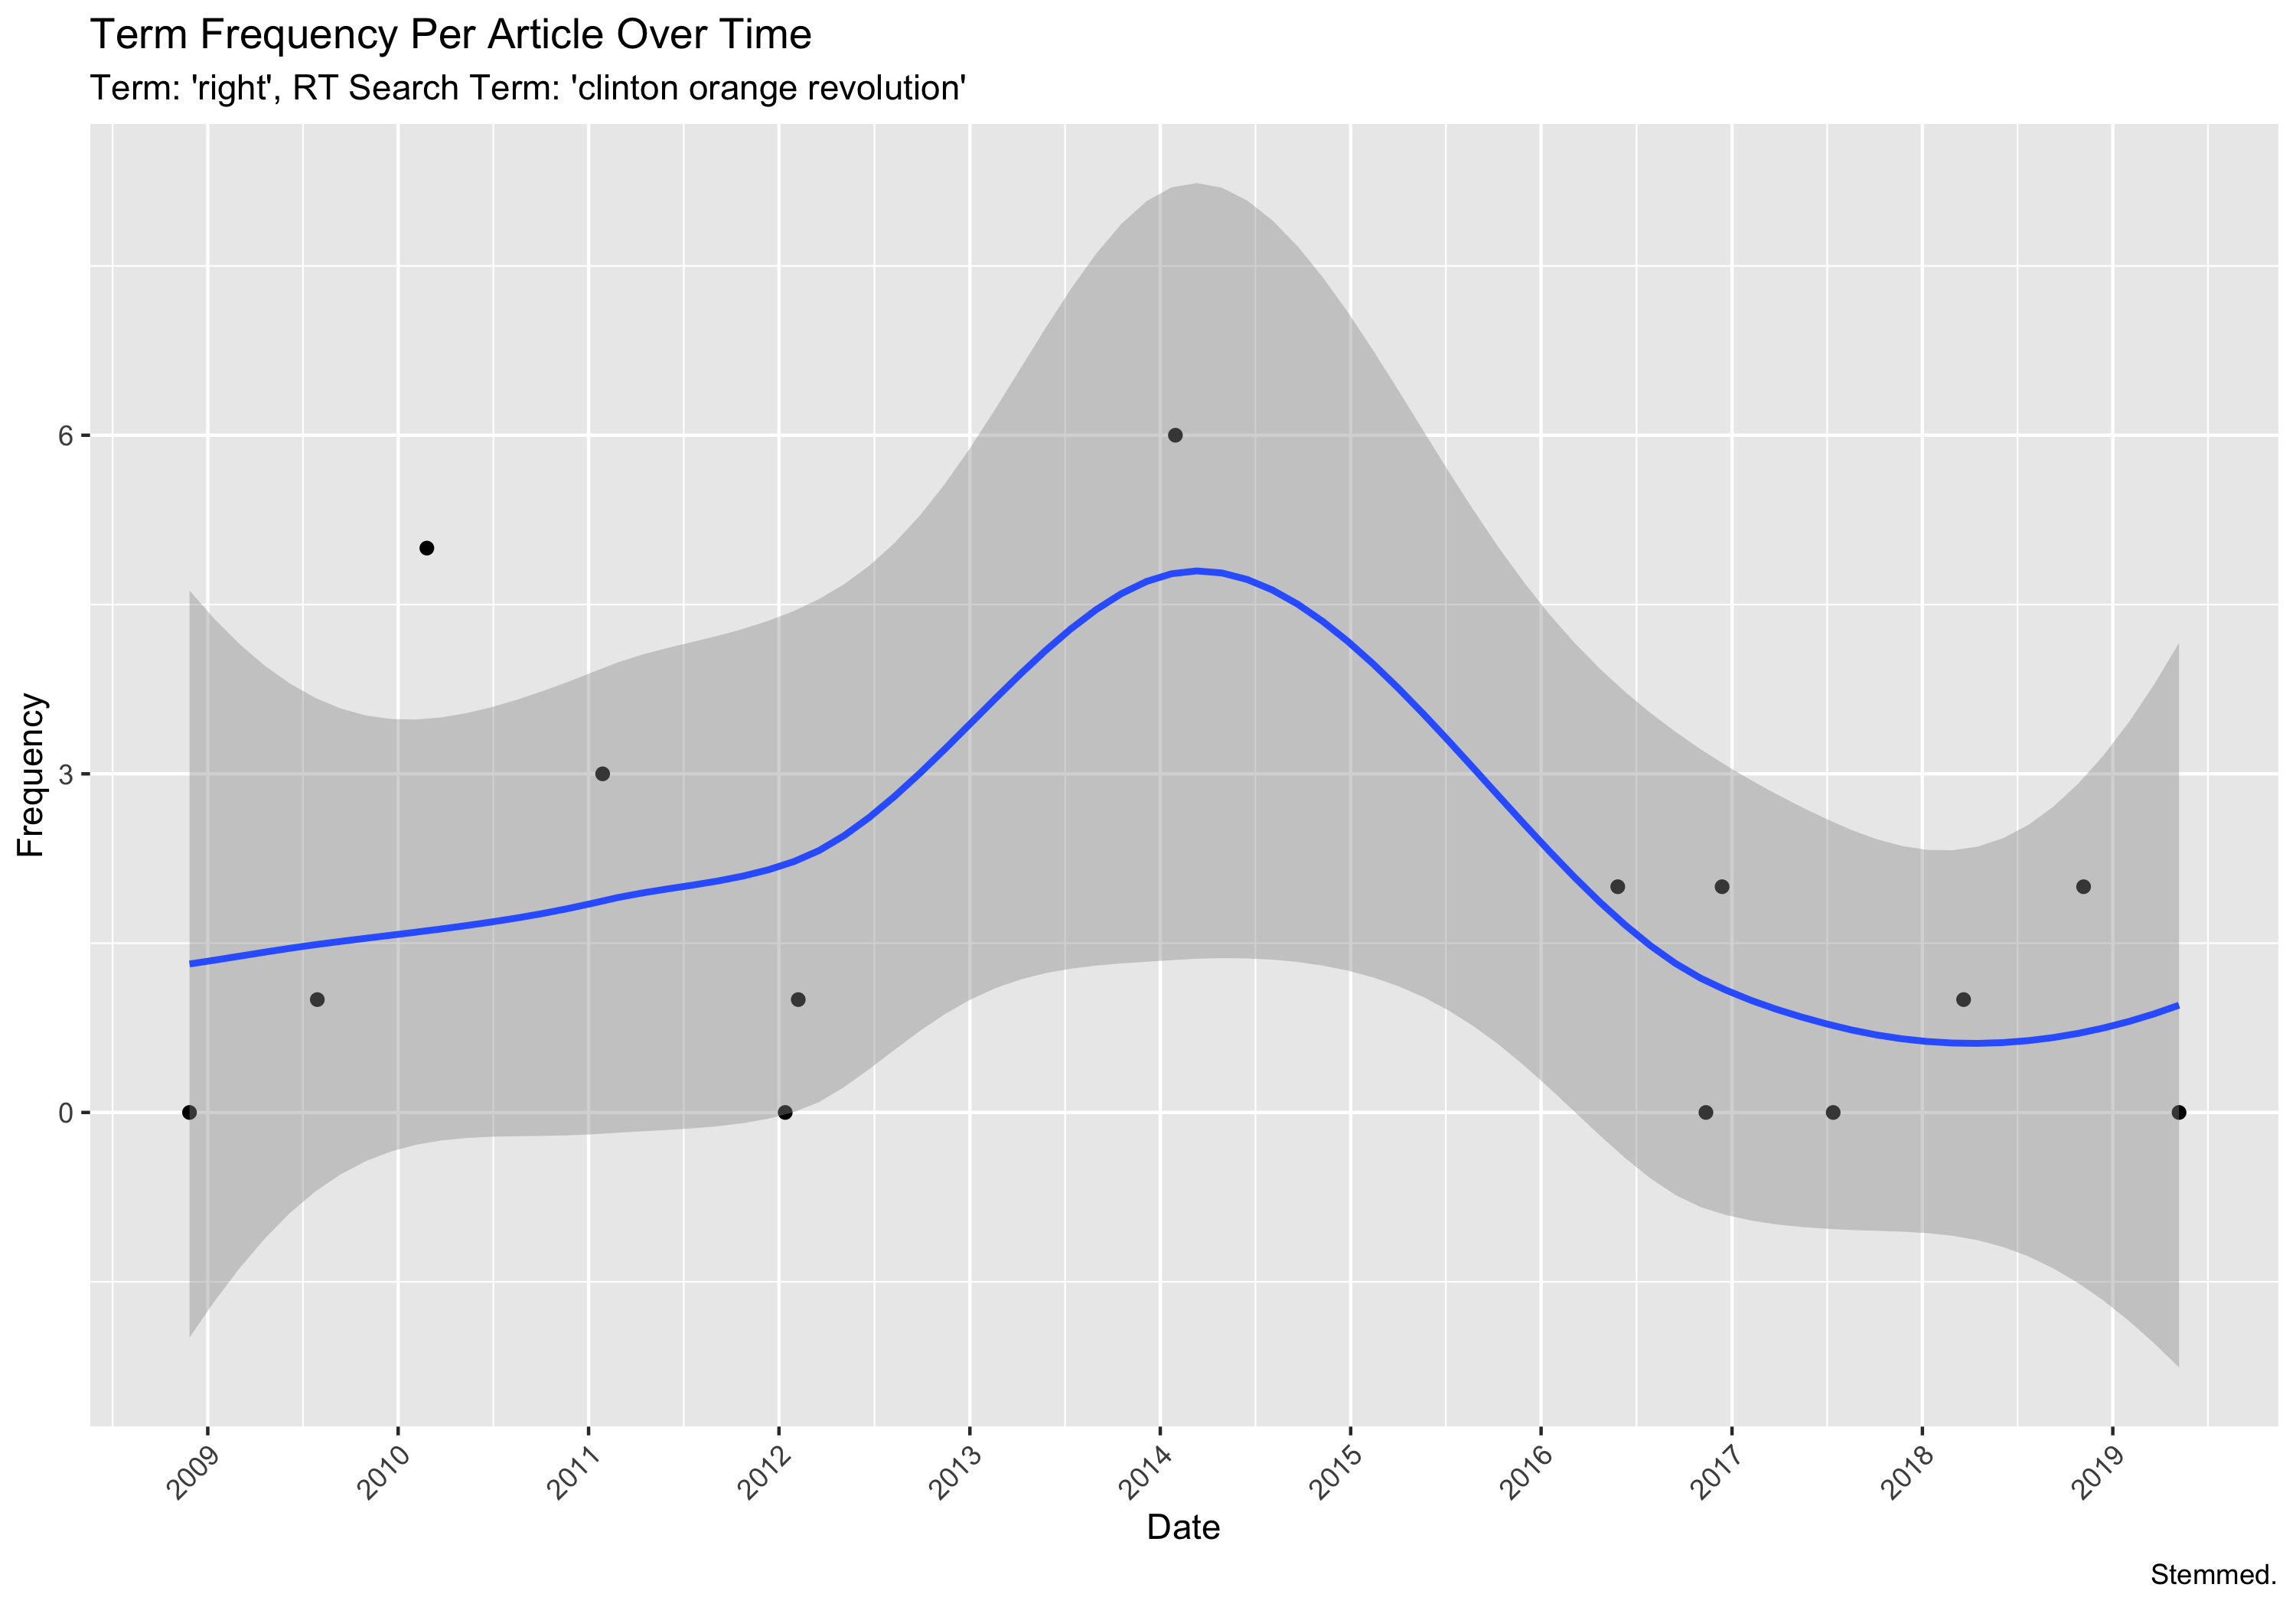 Term Frequency Per Article Over Time
Term: 'right', RT Search Term: 'clinton orange revolution'
Frequency
6
3
0
2009
2010
2011
2012
2013
2014
2015
2016
2017
2018
2019
Date
Stemmed.